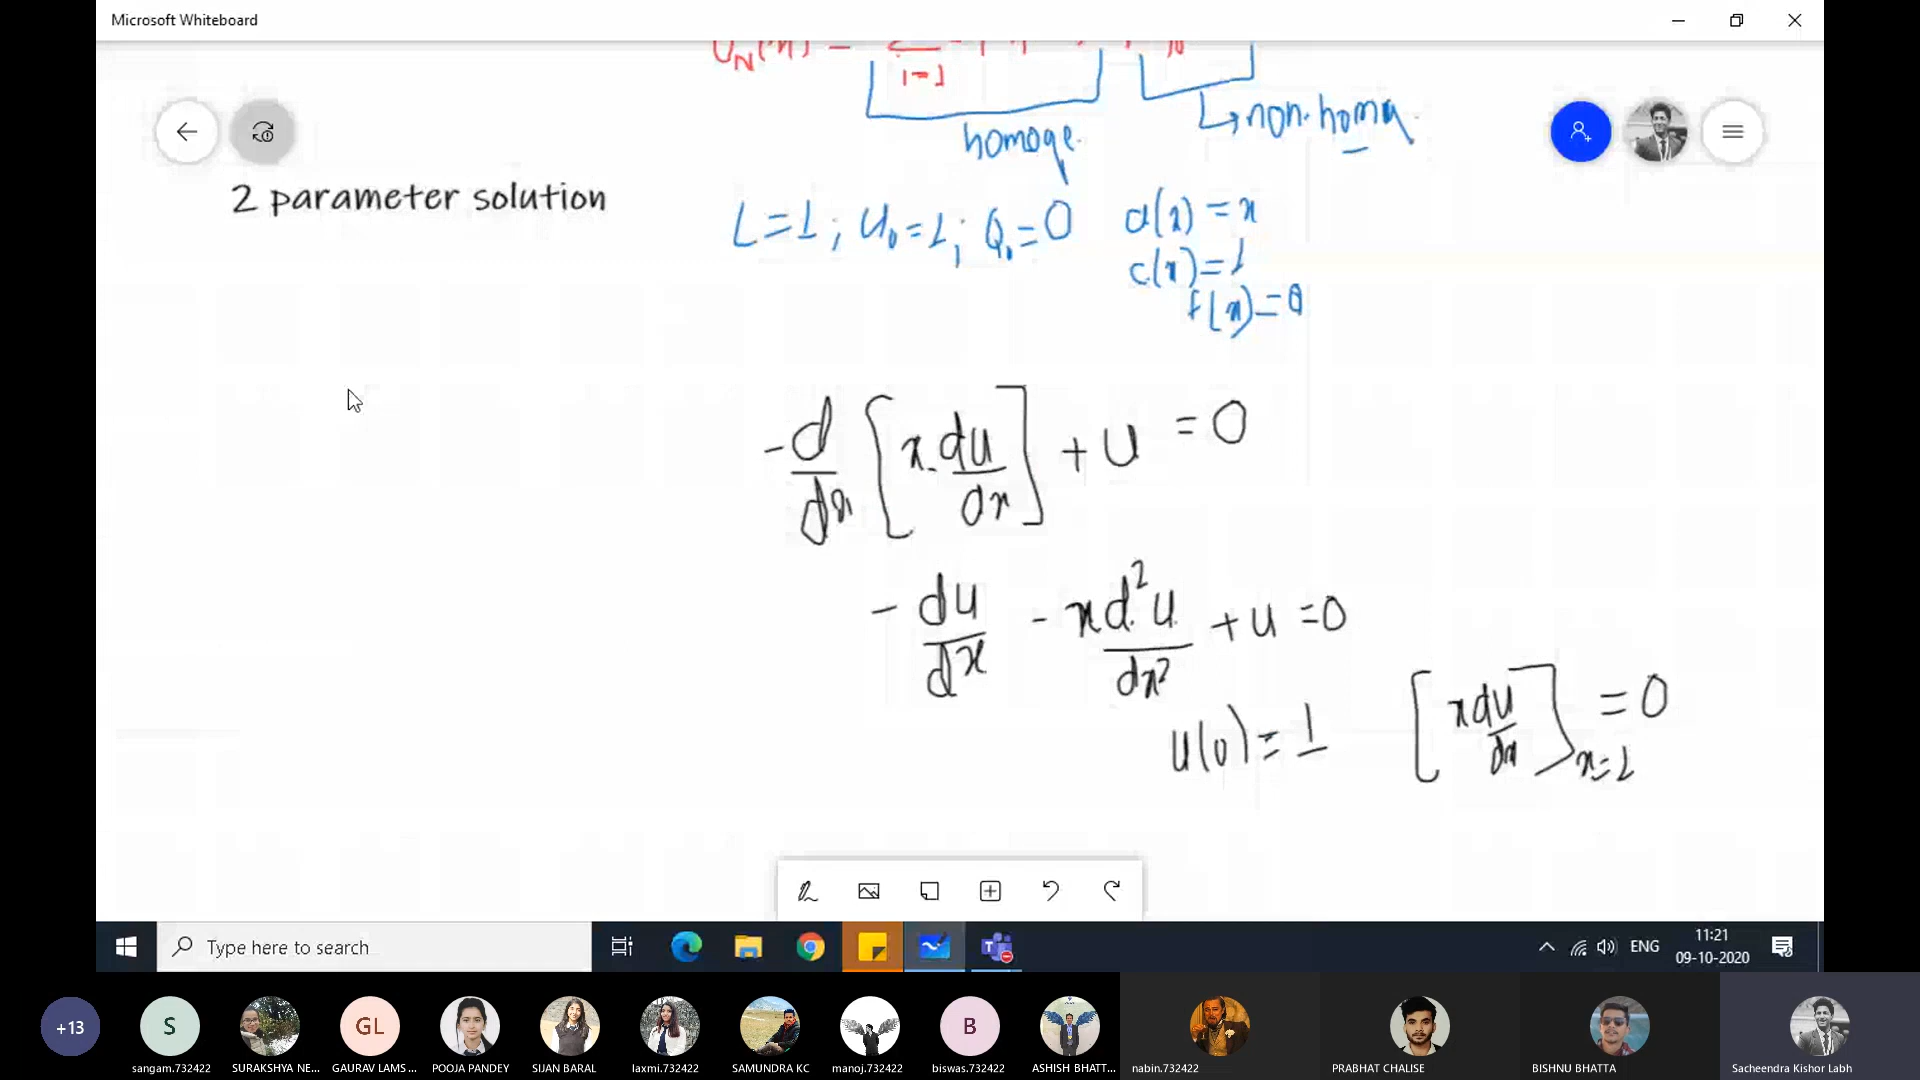 Microsoft Whiteboard
U_N(x) =
i=1
homoge.
non-homo
2 parameter solution
L=1; U₀=1; Q₀=0
a(x) = x
c(x)=1
f(x)=0
-d/dx [x. du/dx] + u = 0
- du/dx - x d²u/dx² + u = 0
u(0) = 1 [x du/dx]x=1 = 0
Type here to search
ENG
11:21
09-10-2020
+13
S
GL
B
sangam.732422
SURAKSHYA NE...
GAURAV LAMS ...
POOJA PANDEY
SIJAN BARAL
laxmi.732422
SAMUNDRA KC
manoj.732422
biswas.732422
ASHISH BHATT...
nabin.732422
PRABHAT CHALISE
BISHNU BHATTA
Sacheendra Kishor Labh